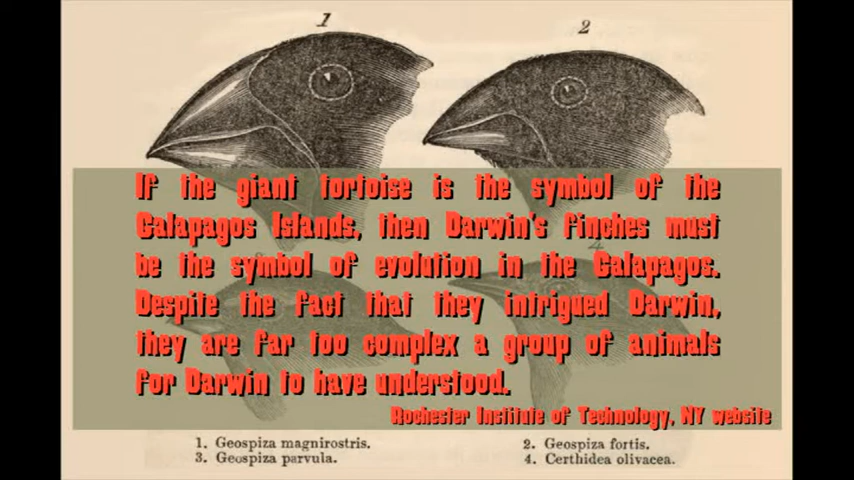 1
2
If the giant tortoise is the symbol of the
Galapagos Islands, then Darwin's finches must
be the symbol of evolution in the Galapagos.
4
Despite the fact that they intrigued Darwin,
they are far too complex a group of animals
for Darwin to have understood.
Rochester Institute of Technology, NY website
1. Geospiza magnirostris.
2. Geospiza fortis.
3. Geospiza parvula.
4. Certhidea olivacea.